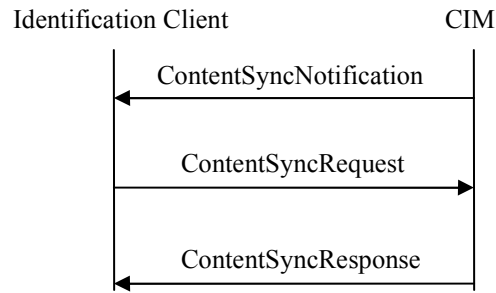 Identification Client CIM
ContentSyncNotification
ContentSyncRequest
ContentSyncResponse